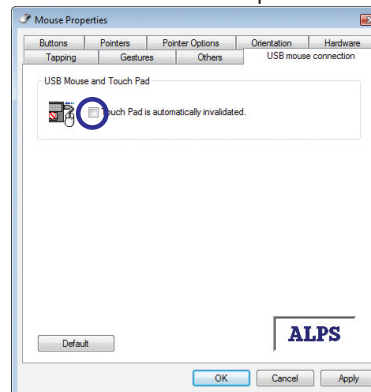 Mouse Properties
Buttons Pointers Pointer Options Orientation Hardware
Tapping Gestures Others USB mouse connection
USB Mouse and Touch Pad
Touch Pad is automatically invalidated.
Default
ALPS
OK Cancel Apply